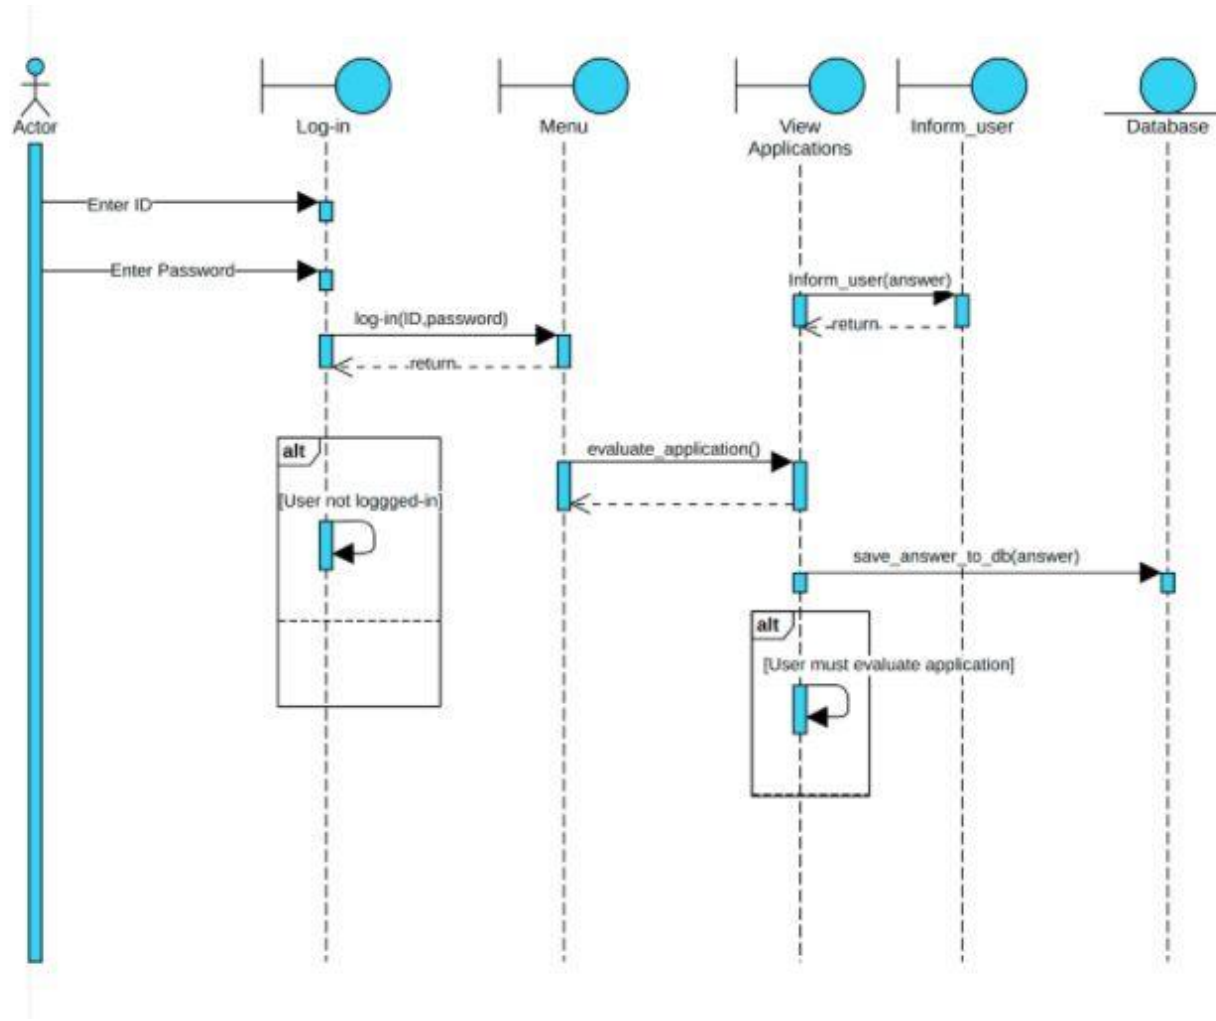 Actor
Log-in
Menu
View
Applications
Inform_user
Database
Enter ID
Enter Password
Inform_user(answer)
return
log-in(ID,password)
return
alt
[User not loggged-in]
evaluate_application()
save_answer_to_db(answer)
alt
[User must evaluate application]